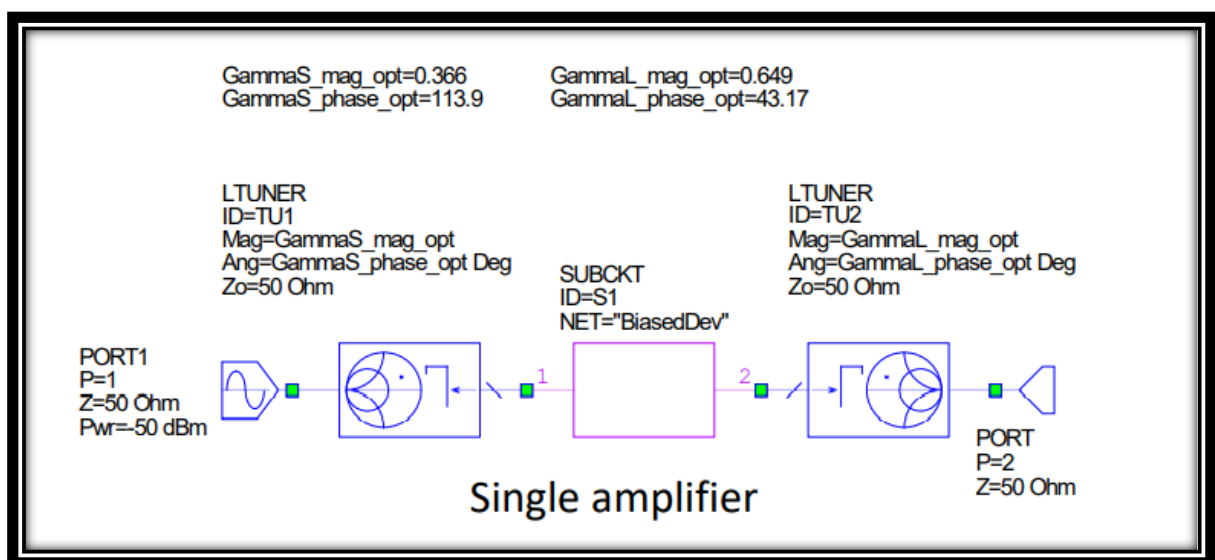 GammaS_mag_opt=0.366
GammaS_phase_opt=113.9
GammaL_mag_opt=0.649
GammaL_phase_opt=43.17
LTUNER
ID=TU1
Mag=GammaS_mag_opt
Ang=GammaS_phase_opt Deg
Zo=50 Ohm
LTUNER
ID=TU2
Mag=GammaL_mag_opt
Ang=GammaL_phase_opt Deg
Zo=50 Ohm
SUBCKT
ID=S1
NET="BiasedDev"
PORT1
P=1
Z=50 Ohm
Pwr=-50 dBm
1
2
PORT
P=2
Z=50 Ohm
Single amplifier